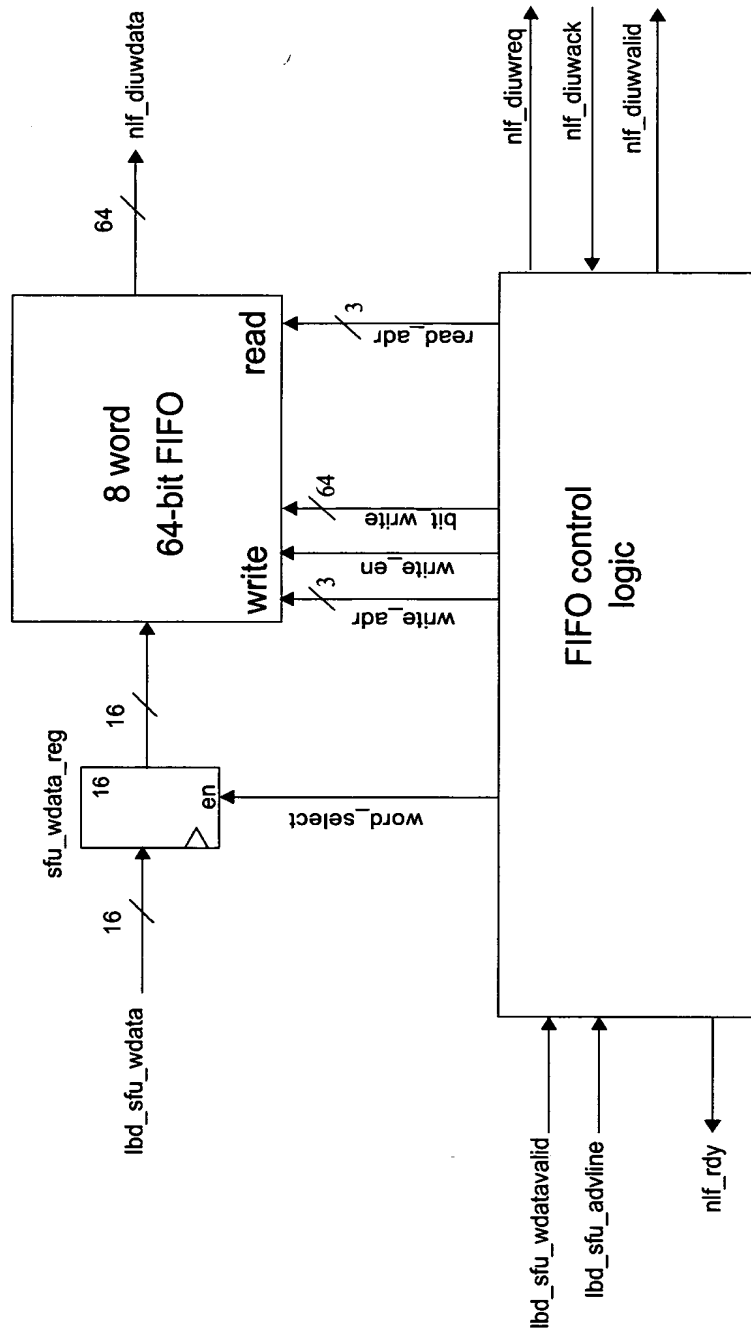 sfu_wdata_reg
lbd_sfu_wdata
16
16
en
16
8 word
64-bit FIFO
write
read
64
nlf_diuwdata
word_select
write_adr
3
write_en
bit_write
64
read_adr
3
FIFO control
logic
lbd_sfu_wdatavalid
lbd_sfu_advline
nlf_rdy
nlf_diuwreq
nlf_diuwack
nlf_diuwvalid